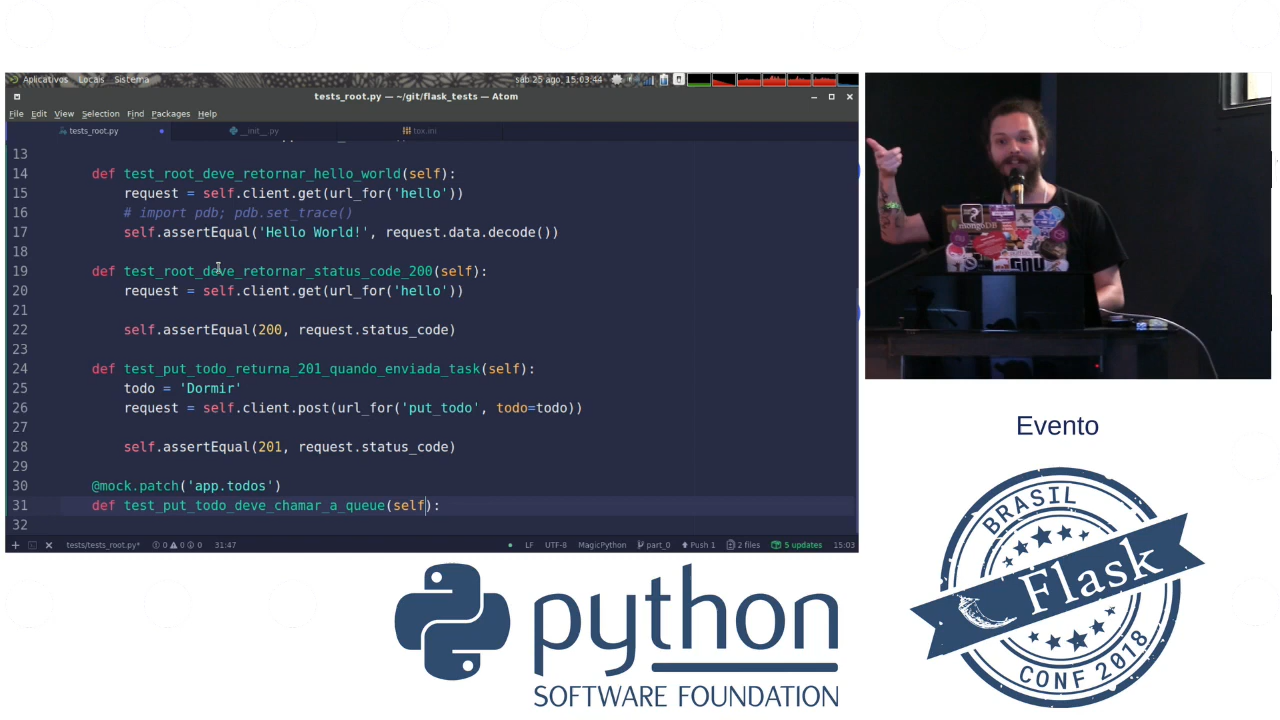 Aplicativos Locais Sistema sáb 25 ago, 15:03:44
tests_root.py — ~/git/flask_tests — Atom
File Edit View Selection Find Packages Help
tests_root.py __init__.py tox.ini
13
14 def test_root_deve_retornar_hello_world(self):
15 request = self.client.get(url_for('hello'))
16 # import pdb; pdb.set_trace()
17 self.assertEqual('Hello World!', request.data.decode())
18
19 def test_root_deve_retornar_status_code_200(self):
20 request = self.client.get(url_for('hello'))
21
22 self.assertEqual(200, request.status_code)
23
24 def test_put_todo_returna_201_quando_enviada_task(self):
25 todo = 'Dormir'
26 request = self.client.post(url_for('put_todo', todo=todo))
27
28 self.assertEqual(201, request.status_code)
29
30 @mock.patch('app.todos')
31 def test_put_todo_deve_chamar_a_queue(self):
32
tests/tests_root.py* 0 0 0 31:47 LF UTF-8 MagicPython part_0 Push 1 2 files 5 updates 15:03
mongoDB
GNU
Evento
BRASIL
Flask
CONF 2018
python
SOFTWARE FOUNDATION